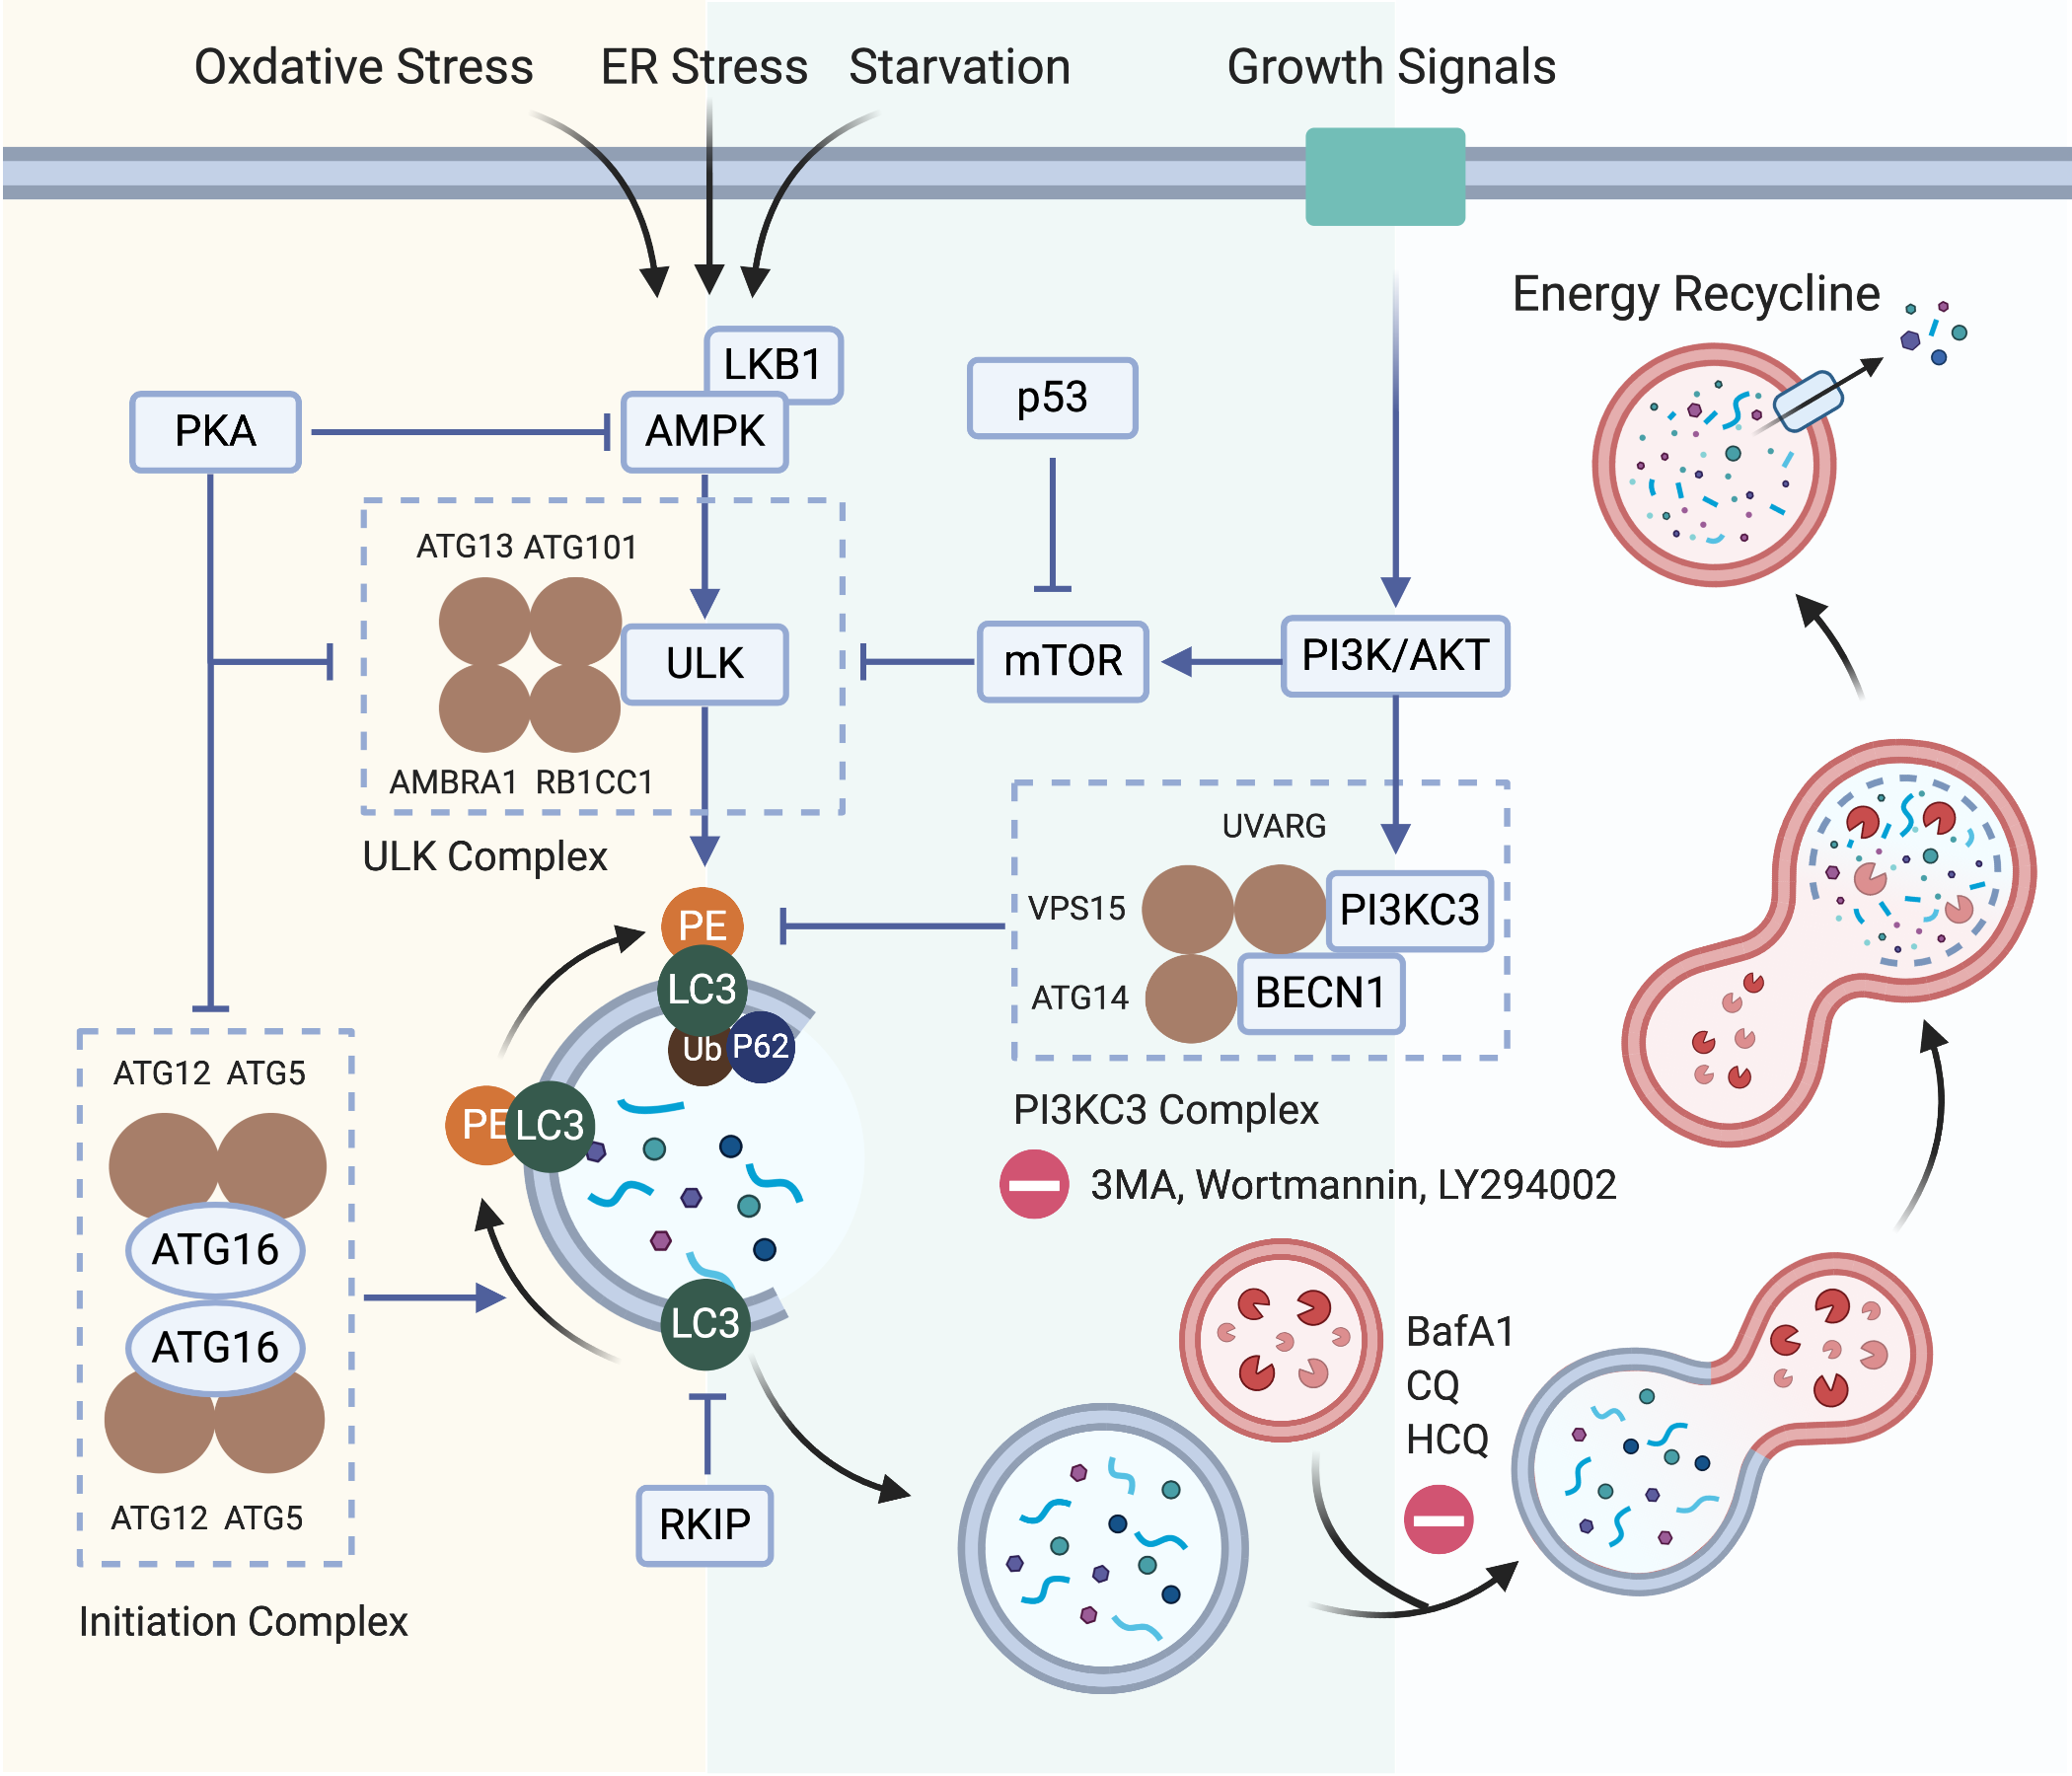 Oxdative Stress
ER Stress
Starvation
Growth Signals
Energy Recycline
LKB1
PKA
AMPK
p53
ATG13 ATG101
ULK
mTOR
PI3K/AKT
AMBRA1 RB1CC1
ULK Complex
UVARG
VPS15
PI3KC3
ATG14
BECN1
PI3KC3 Complex
3MA, Wortmannin, LY294002
PE
LC3
Ub
P62
PE
LC3
LC3
RKIP
ATG12 ATG5
ATG16
ATG16
ATG12 ATG5
Initiation Complex
BafA1
CQ
HCQ